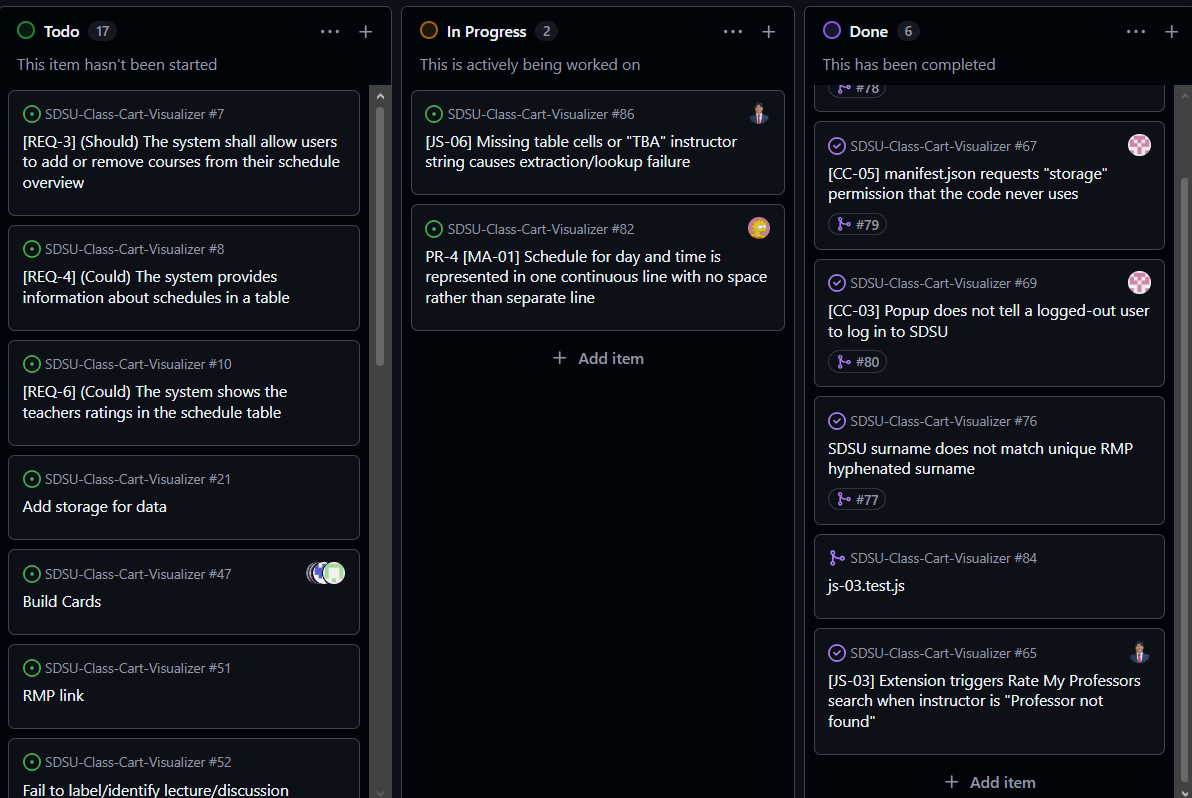 Todo 17
This item hasn't been started
SDSU-Class-Cart-Visualizer #7
[REQ-3] (Should) The system shall allow users
to add or remove courses from their schedule
overview
SDSU-Class-Cart-Visualizer #8
[REQ-4] (Could) The system provides
information about schedules in a table
SDSU-Class-Cart-Visualizer #10
[REQ-6] (Could) The system shows the
teachers ratings in the schedule table
SDSU-Class-Cart-Visualizer #21
Add storage for data
SDSU-Class-Cart-Visualizer #47
Build Cards
SDSU-Class-Cart-Visualizer #51
RMP link
SDSU-Class-Cart-Visualizer #52
Fail to label/identify lecture/discussion
In Progress 2
This is actively being worked on
SDSU-Class-Cart-Visualizer #86
[JS-06] Missing table cells or "TBA" instructor
string causes extraction/lookup failure
SDSU-Class-Cart-Visualizer #82
PR-4 [MA-01] Schedule for day and time is
represented in one continuous line with no space
rather than separate line
Add item
Done 6
This has been completed
#78
SDSU-Class-Cart-Visualizer #67
[CC-05] manifest.json requests "storage"
permission that the code never uses
#79
SDSU-Class-Cart-Visualizer #69
[CC-03] Popup does not tell a logged-out user
to log in to SDSU
#80
SDSU-Class-Cart-Visualizer #76
SDSU surname does not match unique RMP
hyphenated surname
#77
SDSU-Class-Cart-Visualizer #84
js-03.test.js
SDSU-Class-Cart-Visualizer #65
[JS-03] Extension triggers Rate My Professors
search when instructor is "Professor not
found"
Add item